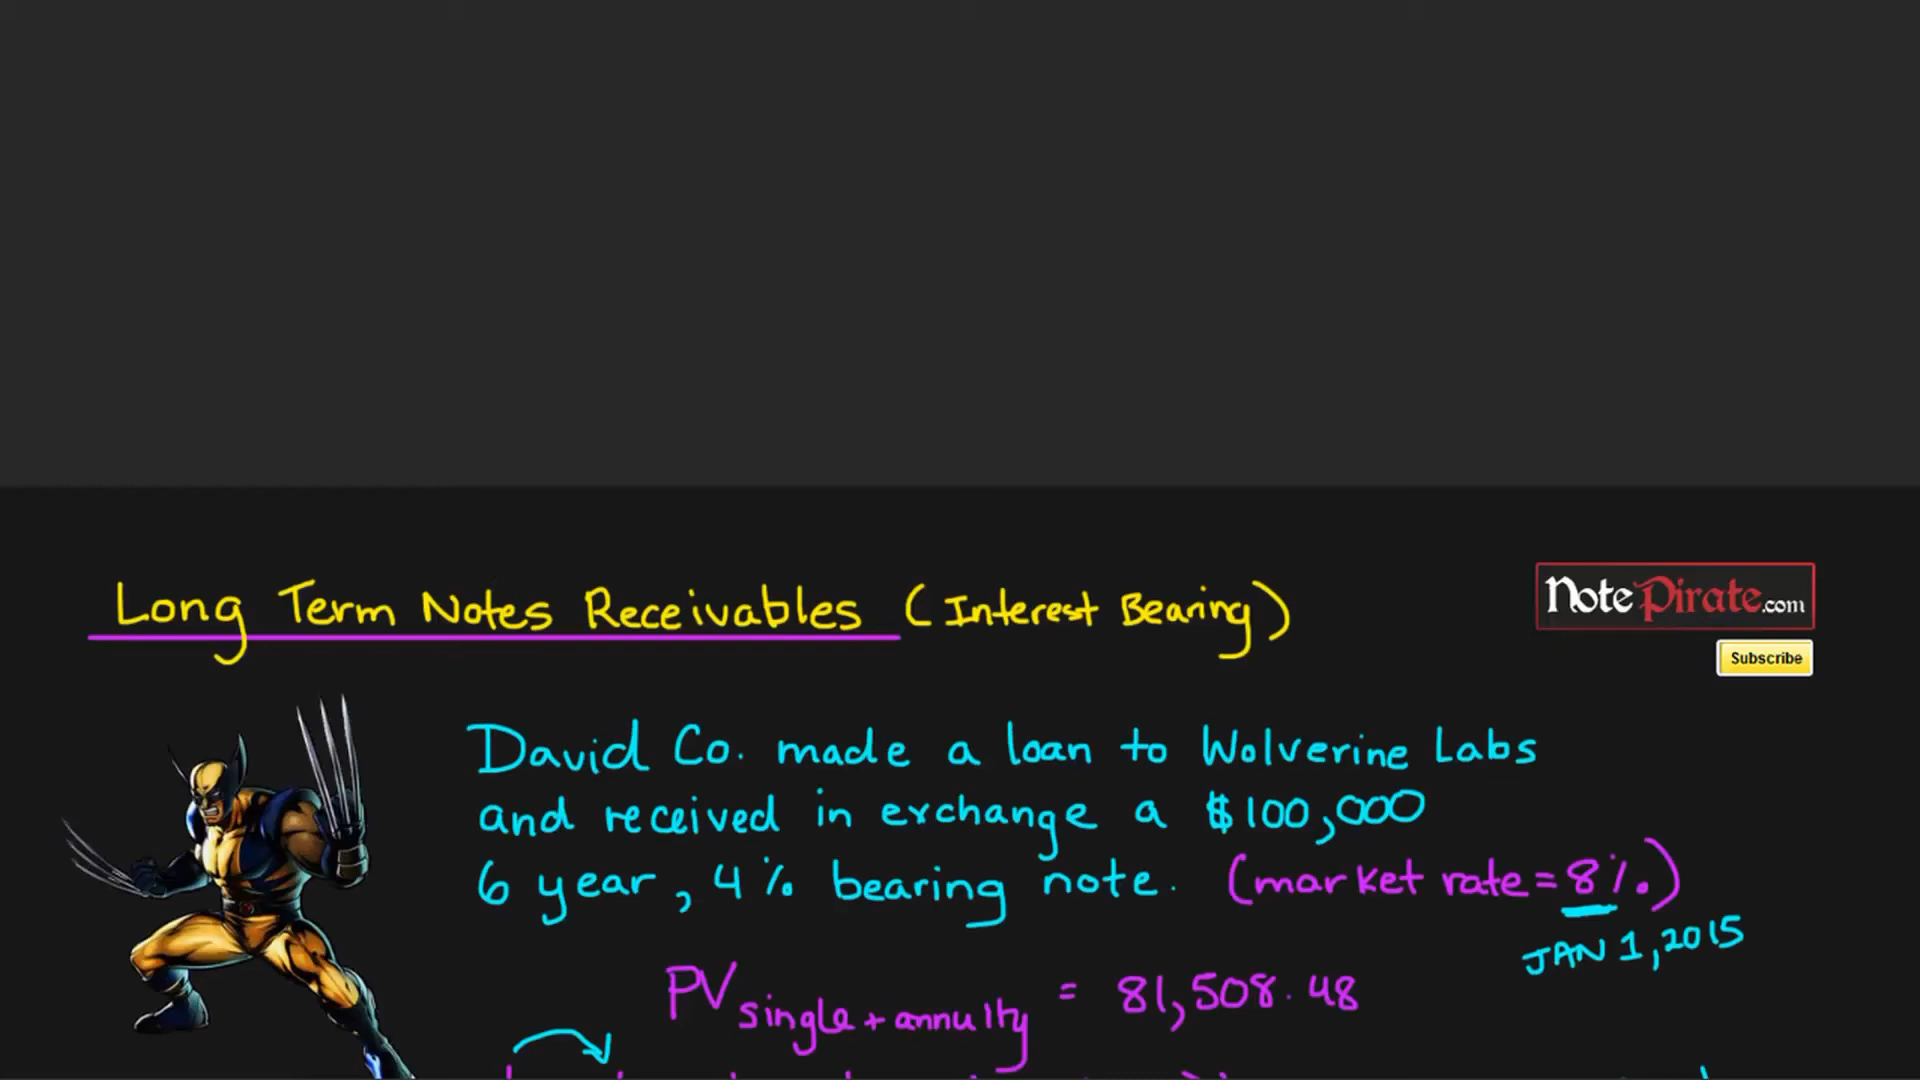 Long Term Notes Receivables (Interest Bearing)
NotePirate.com
Subscribe
David Co. made a loan to Wolverine Labs
and received in exchange a $100,000
6 year, 4% bearing note. (market rate = 8%)
JAN 1, 2015
PV single + annuity = 81,508.48